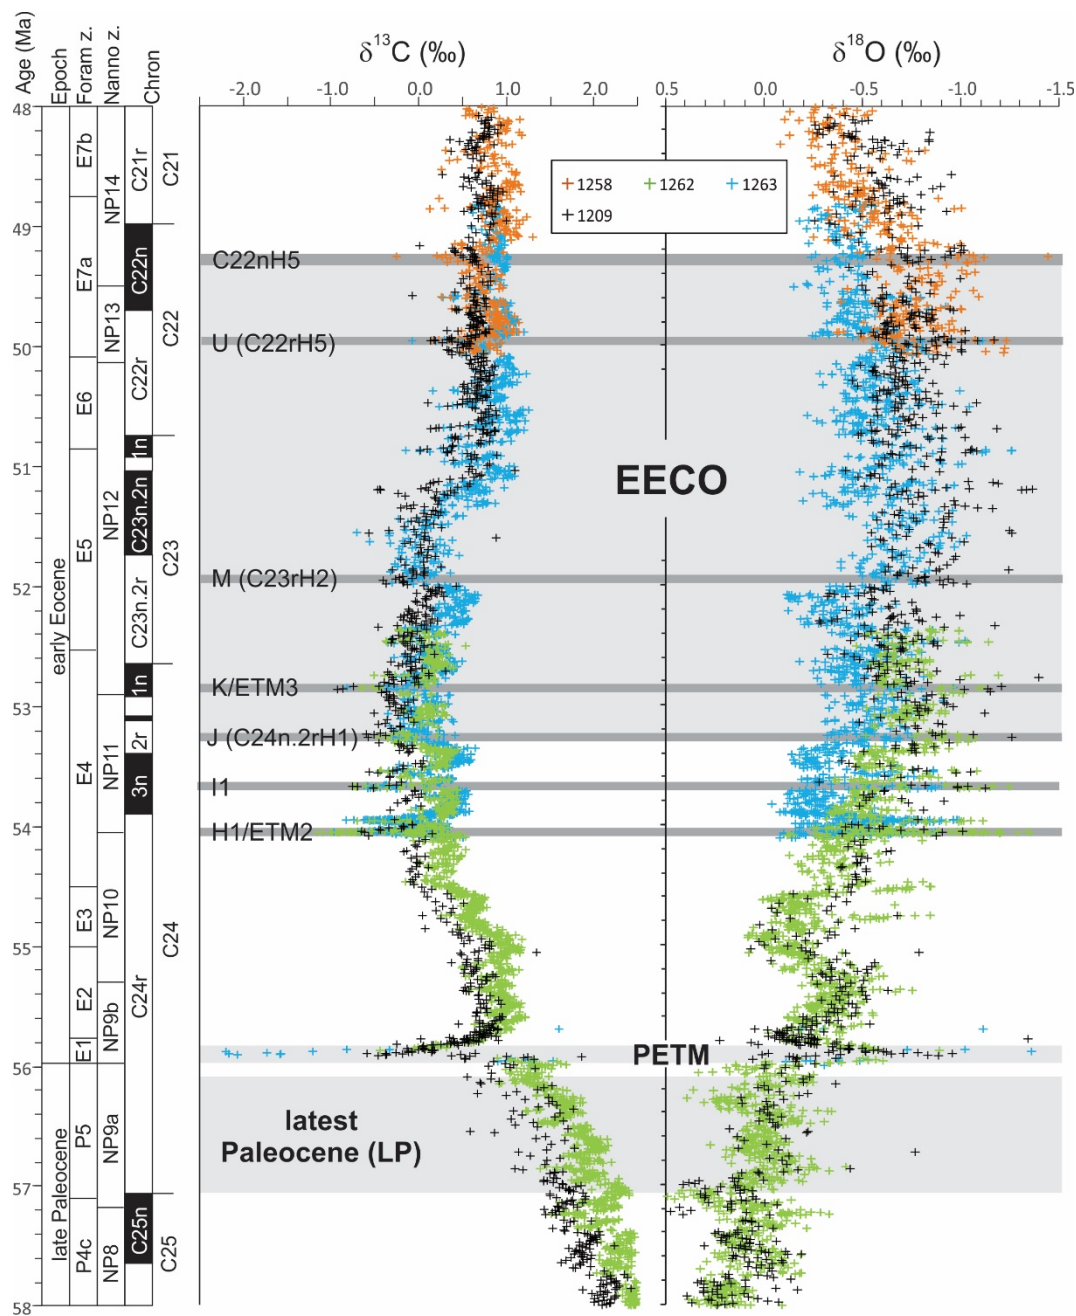 Age (Ma)
Epoch
Foram z.
Nanno z.
Chron
δ13C (‰)
δ18O (‰)
-2.0 -1.0 0.0 1.0 2.0
0.5 0.0 -0.5 -1.0 -1.5
48
49
50
51
52
53
54
55
56
57
58
early Eocene
late Paleocene
E7b
E7a
E6
E5
E4
E3
E2
E1
P5
P4c
NP14
NP13
NP12
NP11
NP10
NP9b
NP9a
NP8
C21r
C22n
C22r
1n
C23n.2n
C23n.2r
1n
2r
3n
C24r
C25n
C21
C22
C23
C24
C25
1258 1262 1263
1209
C22nH5
U (C22rH5)
EECO
M (C23rH2)
K/ETM3
J (C24n.2rH1)
I1
H1/ETM2
PETM
latest
Paleocene (LP)